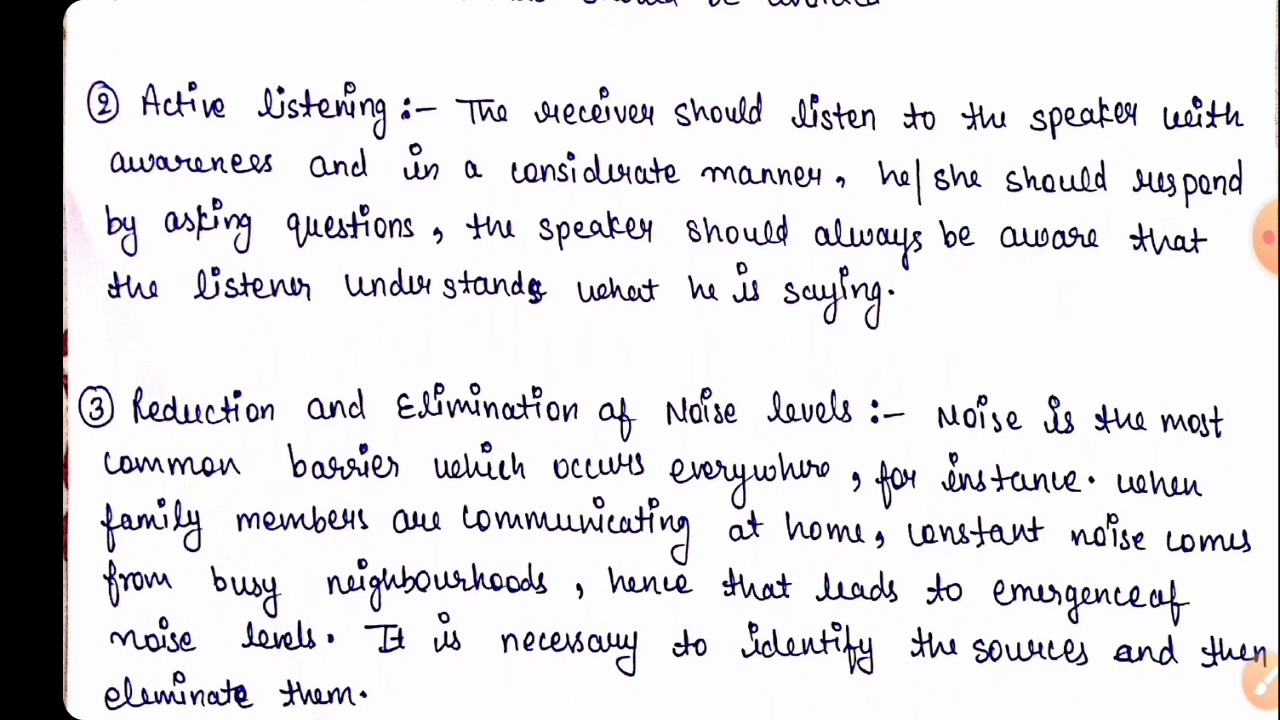 should be avoided
② Active listening :- The receiver should listen to the speaker with
awareness and in a considerate manner, he/she should respond
by asking questions, the speaker should always be aware that
the listener understands what he is saying.
③ Reduction and Elimination of Noise levels :- Noise is the most
common barrier which occurs everywhere, for instance. when
family members are communicating at home, constant noise comes
from busy neighbourhoods, hence that leads to emergence of
noise levels. It is necessary to identify the sources and then
eleminate them.